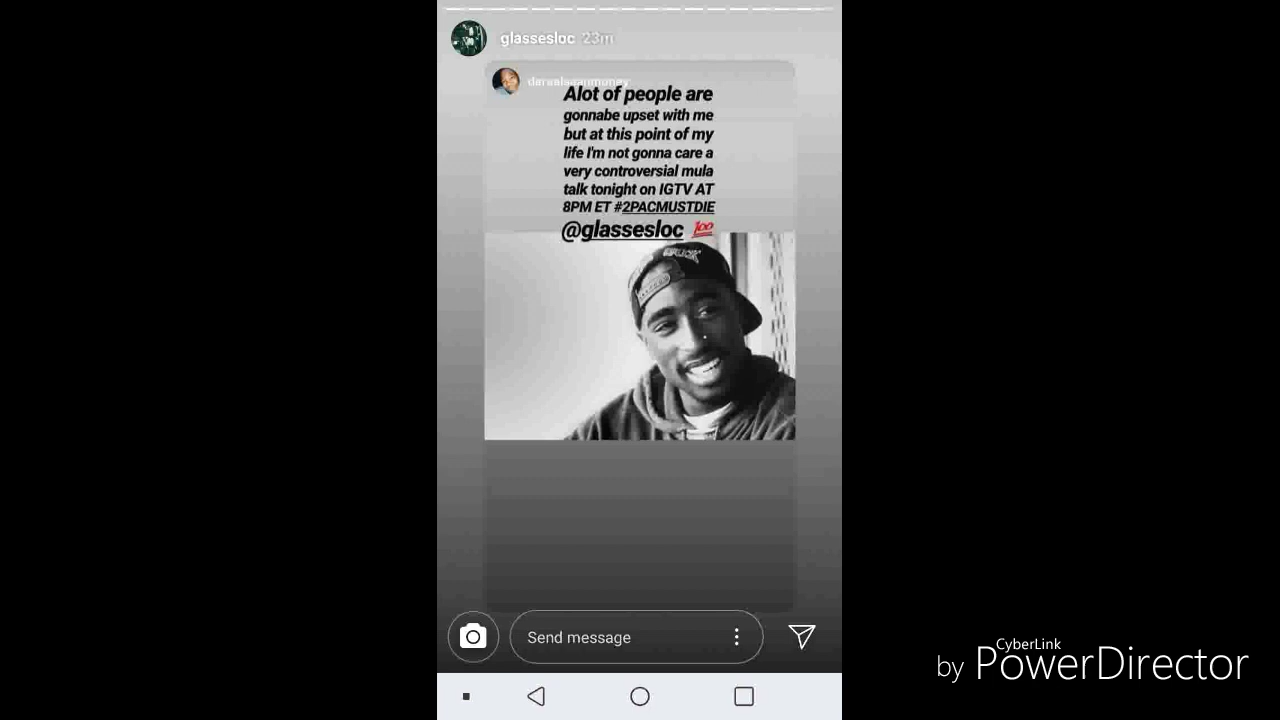 glassesloc 23m
Alot of people are
gonnabe upset with me
but at this point of my
life I'm not gonna care a
very controversial mula
talk tonight on IGTV AT
8PM ET #2PACMUSTDIE
@glassesloc 💯
Send message
CyberLink
by PowerDirector